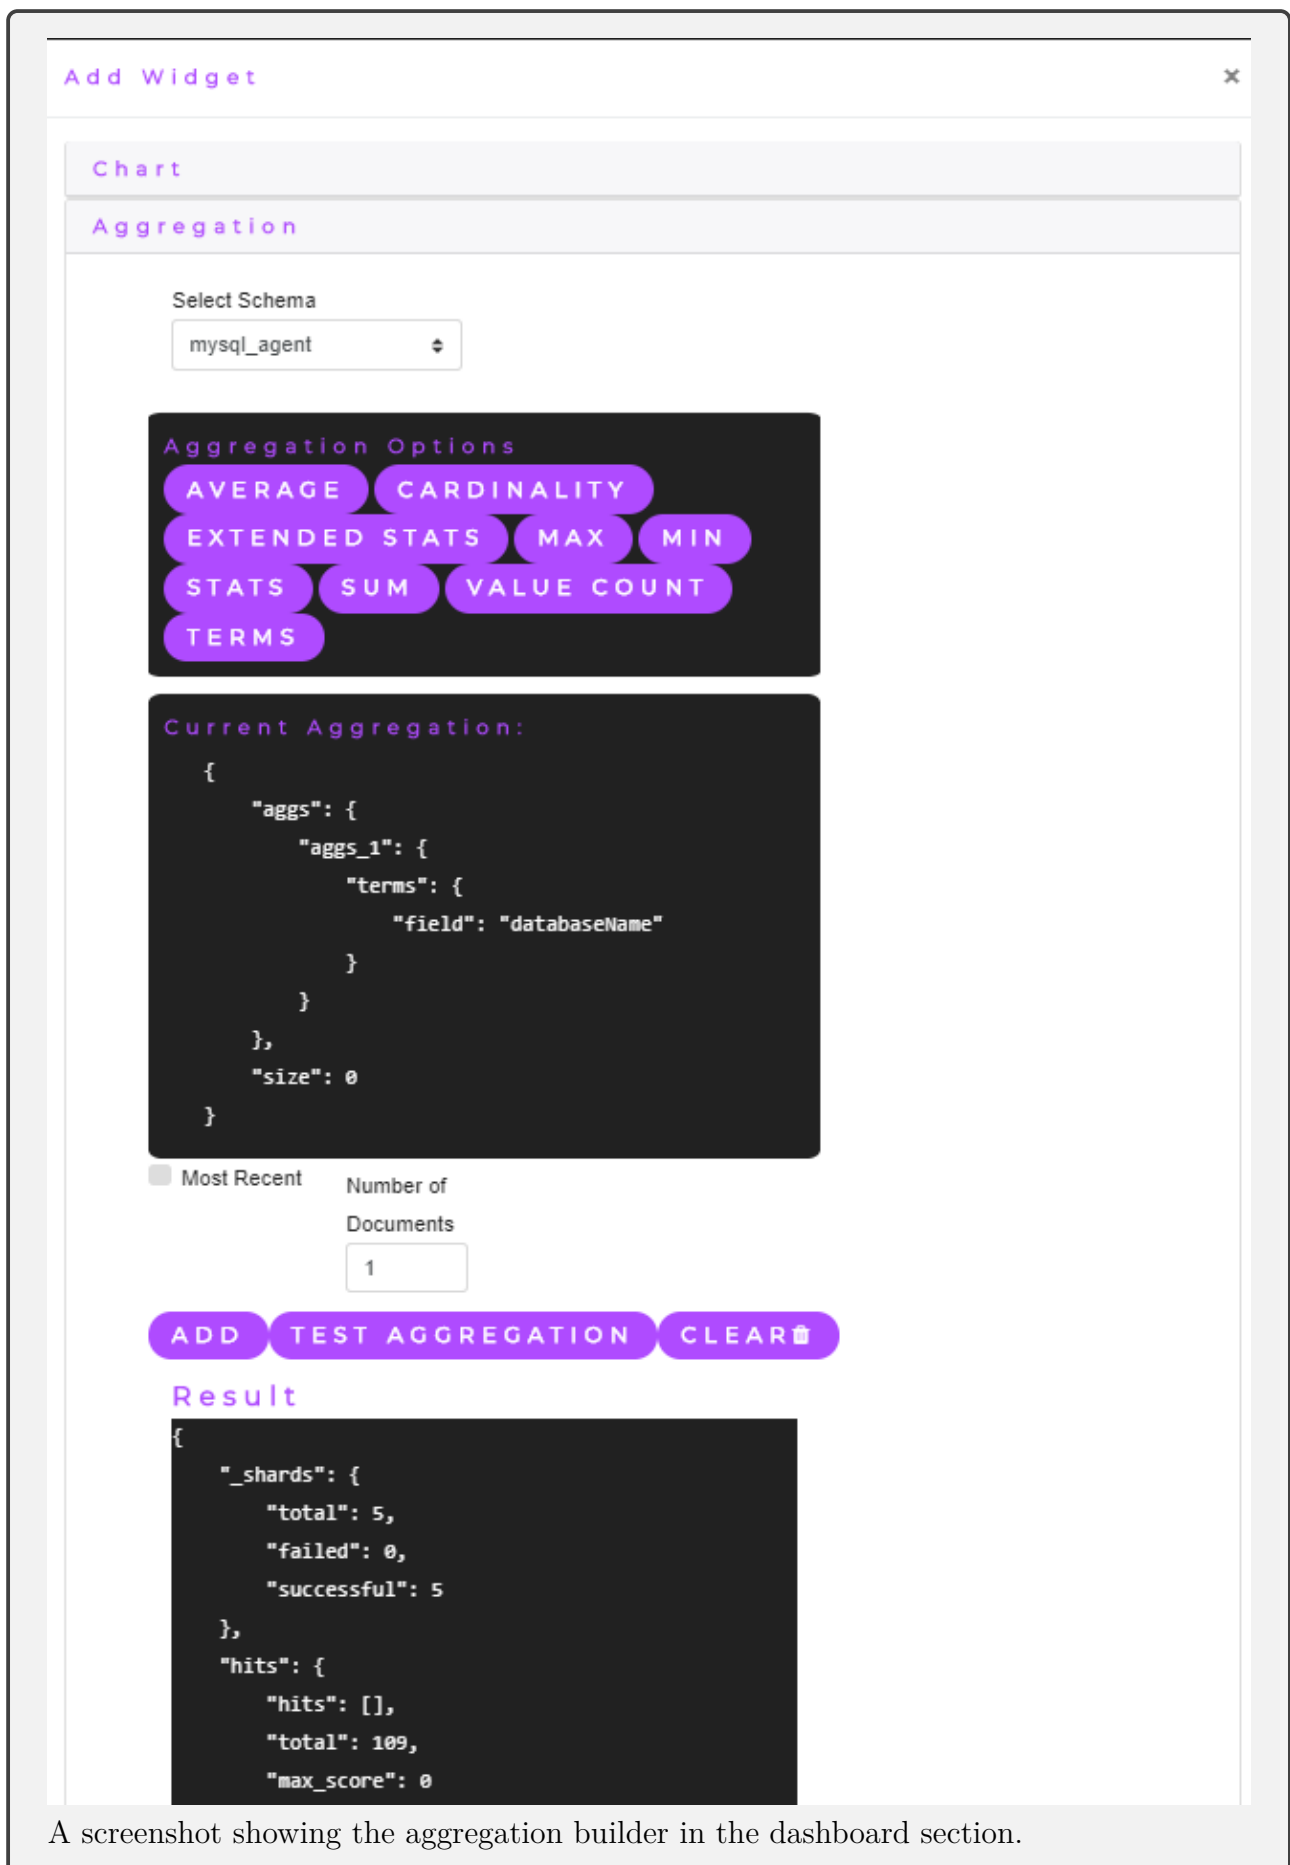 Add Widget ×
Chart
Aggregation
Select Schema
mysql_agent
Aggregation Options
AVERAGE CARDINALITY
EXTENDED STATS MAX MIN
STATS SUM VALUE COUNT
TERMS
Current Aggregation:
{
"aggs": {
"aggs_1": {
"terms": {
"field": "databaseName"
}
}
},
"size": 0
}
Most Recent
Number of
Documents
1
ADD TEST AGGREGATION CLEAR
Result
{
"_shards": {
"total": 5,
"failed": 0,
"successful": 5
},
"hits": {
"hits": [],
"total": 109,
"max_score": 0
A screenshot showing the aggregation builder in the dashboard section.